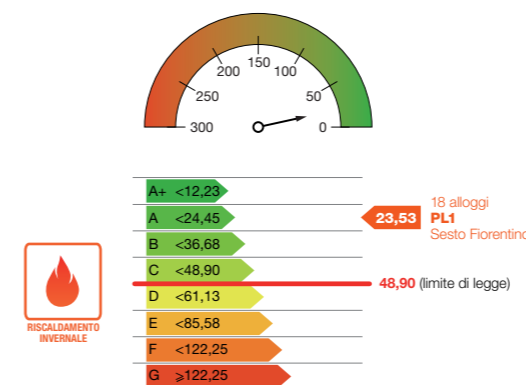 150
200
100
250
50
300
0
A+ <12,23
A <24,45
B <36,68
C <48,90
D <61,13
E <85,58
F <122,25
G ⩾122,25
23,53
18 alloggi
PL1
Sesto Fiorentino
48,90 (limite di legge)
RISCALDAMENTO
INVERNALE